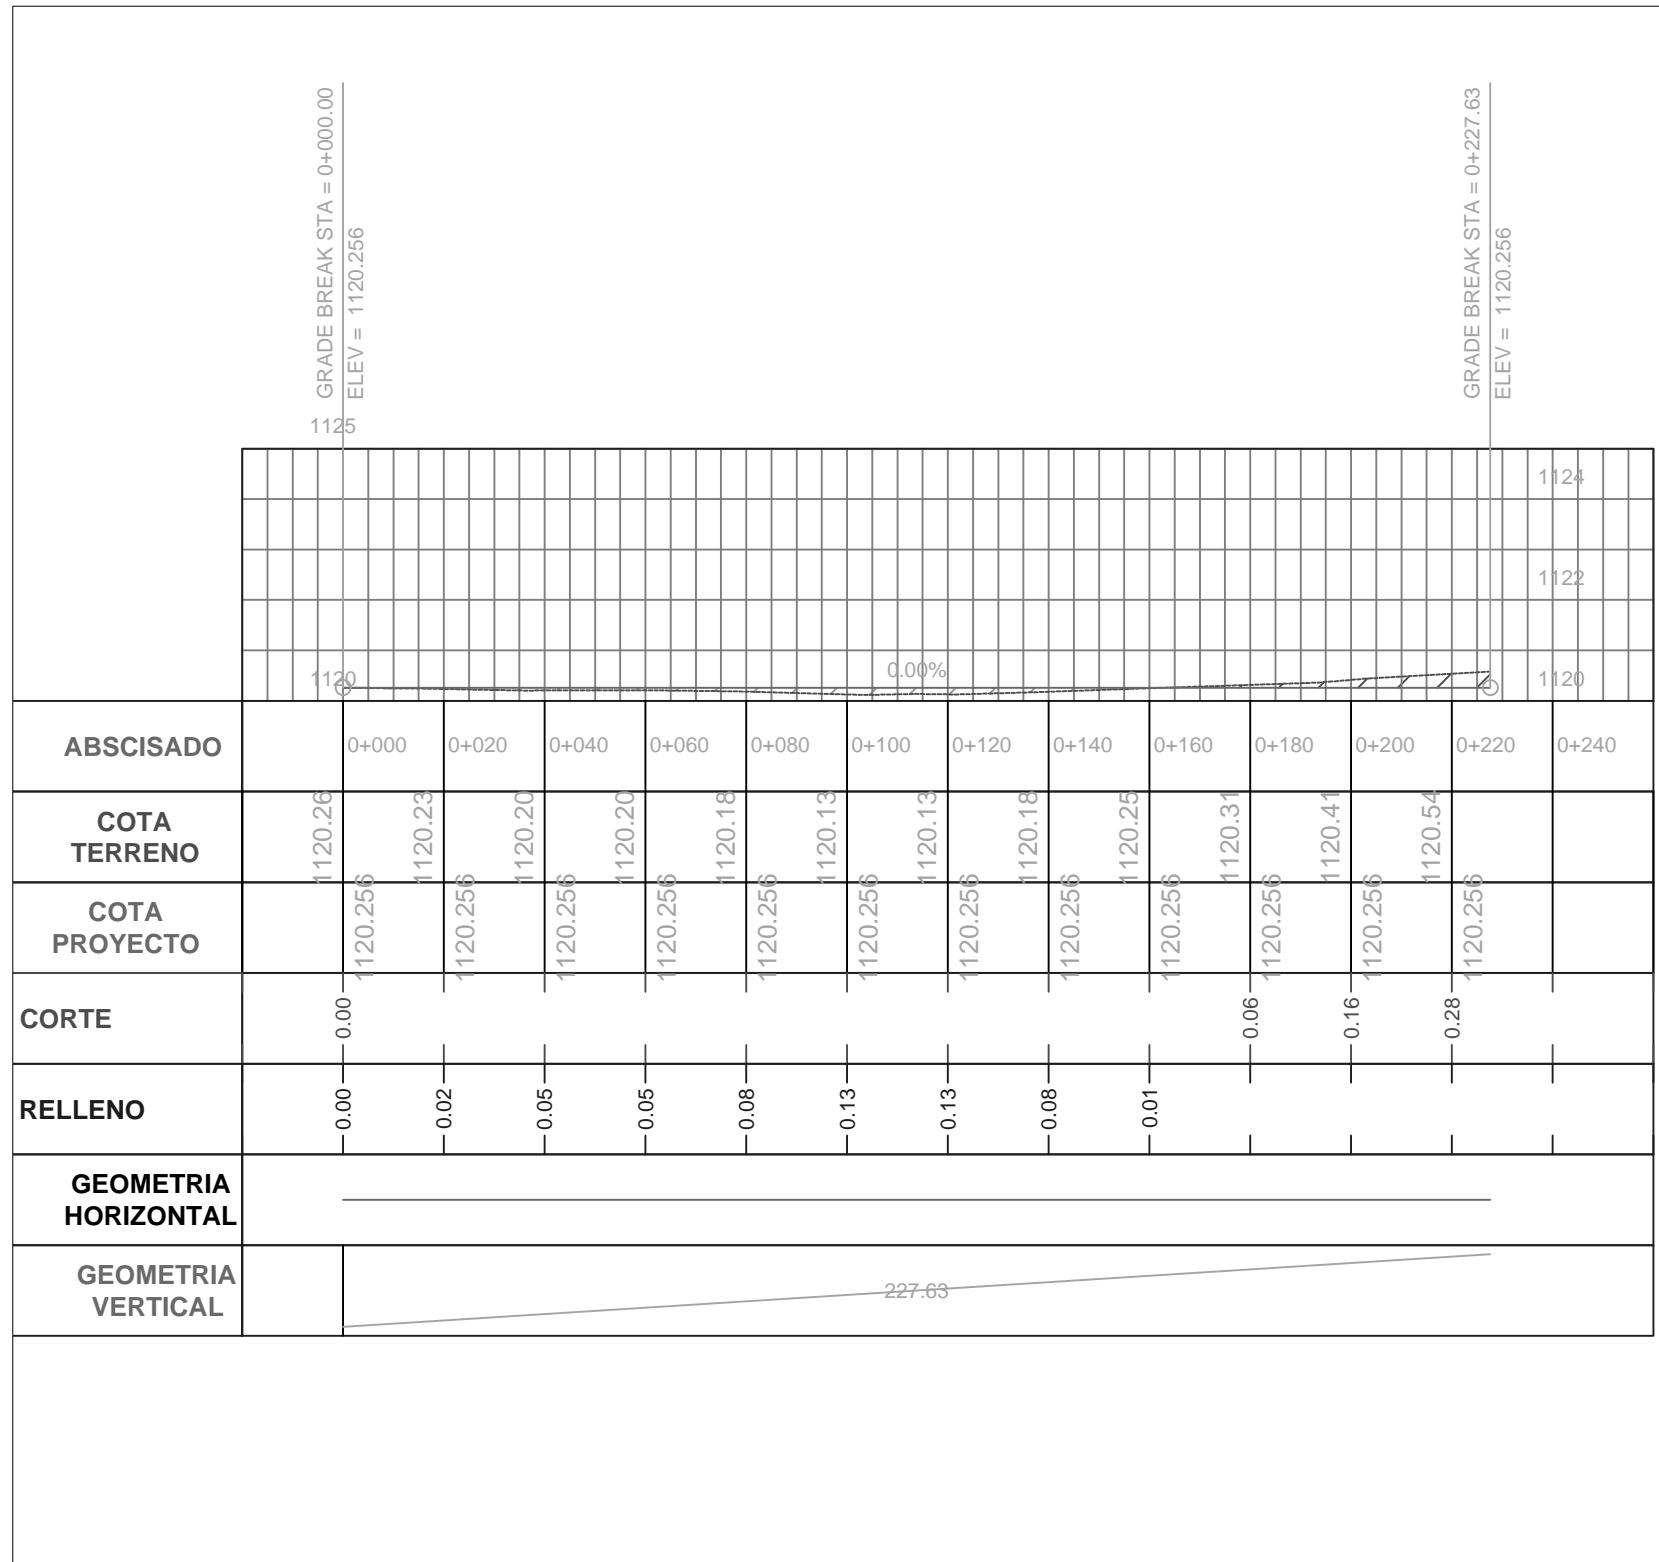 GRADE BREAK STA = 0+000.00
ELEV = 1120.256
GRADE BREAK STA = 0+227.63
ELEV = 1120.256
1125
1124
1122
1120
0.00%
1120
ABSCISADO
0+000 0+020 0+040 0+060 0+080 0+100 0+120 0+140 0+160 0+180 0+200 0+220 0+240
COTA
TERRENO
1120.26 1120.23 1120.20 1120.20 1120.18 1120.13 1120.13 1120.18 1120.25 1120.31 1120.41 1120.54
COTA
PROYECTO
1120.256 1120.256 1120.256 1120.256 1120.256 1120.256 1120.256 1120.256 1120.256 1120.256 1120.256 1120.256
CORTE
0.00 0.06 0.16 0.28
RELLENO
0.00 0.02 0.05 0.05 0.08 0.13 0.13 0.08 0.01
GEOMETRIA
HORIZONTAL
GEOMETRIA
VERTICAL
227.63